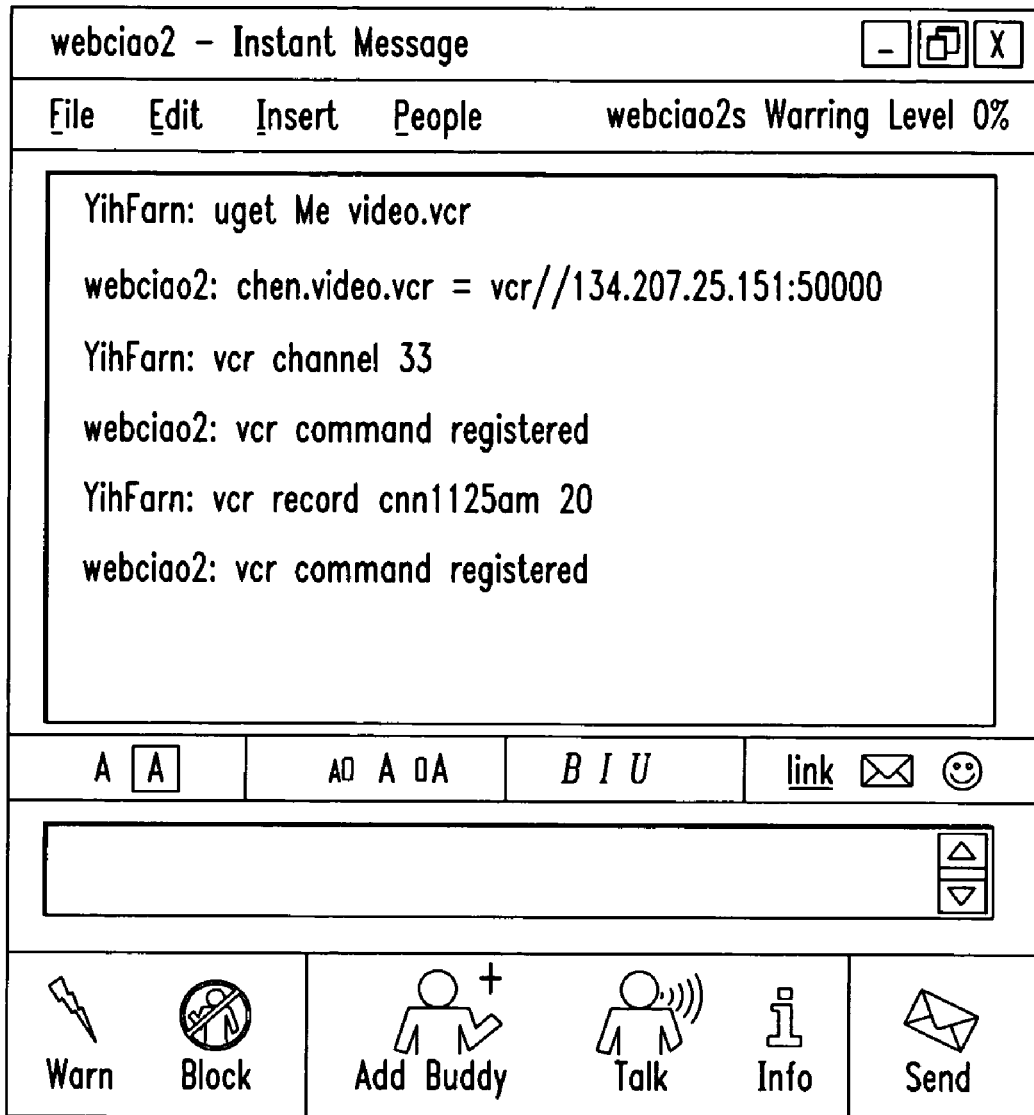 webciao2 - Instant Message - X
File Edit Insert People webciao2s Warring Level 0%
YihFarn: uget Me video.vcr
webciao2: chen.video.vcr = vcr//134.207.25.151:50000
YihFarn: vcr channel 33
webciao2: vcr command registered
YihFarn: vcr record cnn1125am 20
webciao2: vcr command registered
A A A▯ A ▯A B I U link
Warn Block Add Buddy Talk Info Send